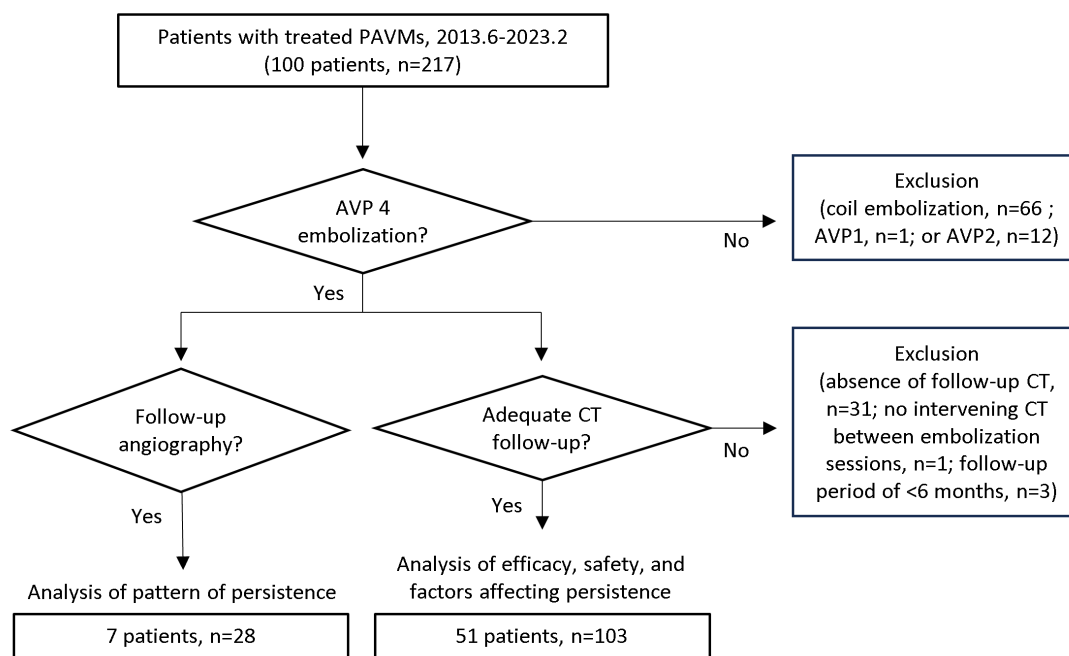 Patients with treated PAVMs, 2013.6-2023.2
(100 patients, n=217)
AVP 4
embolization?
No
Exclusion
(coil embolization, n=66 ;
AVP1, n=1; or AVP2, n=12)
Yes
Follow-up
angiography?
Adequate CT
follow-up?
No
Exclusion
(absence of follow-up CT,
n=31; no intervening CT
between embolization
sessions, n=1; follow-up
period of <6 months, n=3)
Yes
Yes
Analysis of pattern of persistence
7 patients, n=28
Analysis of efficacy, safety, and
factors affecting persistence
51 patients, n=103